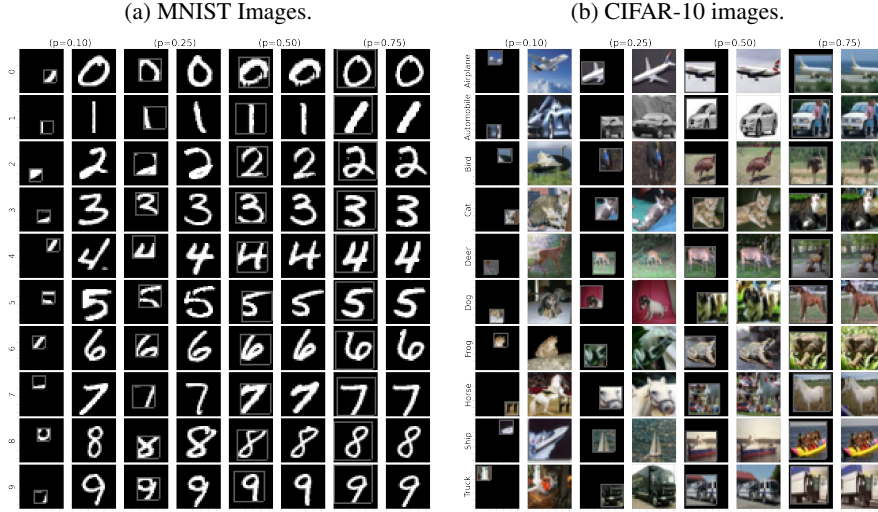 (a) MNIST Images.
(p=0.10) (p=0.25) (p=0.50) (p=0.75)
0
1
2
3
4
5
6
7
8
9
(b) CIFAR-10 images.
(p=0.10) (p=0.25) (p=0.50) (p=0.75)
Airplane
Automobile
Bird
Cat
Deer
Dog
Frog
Horse
Ship
Truck